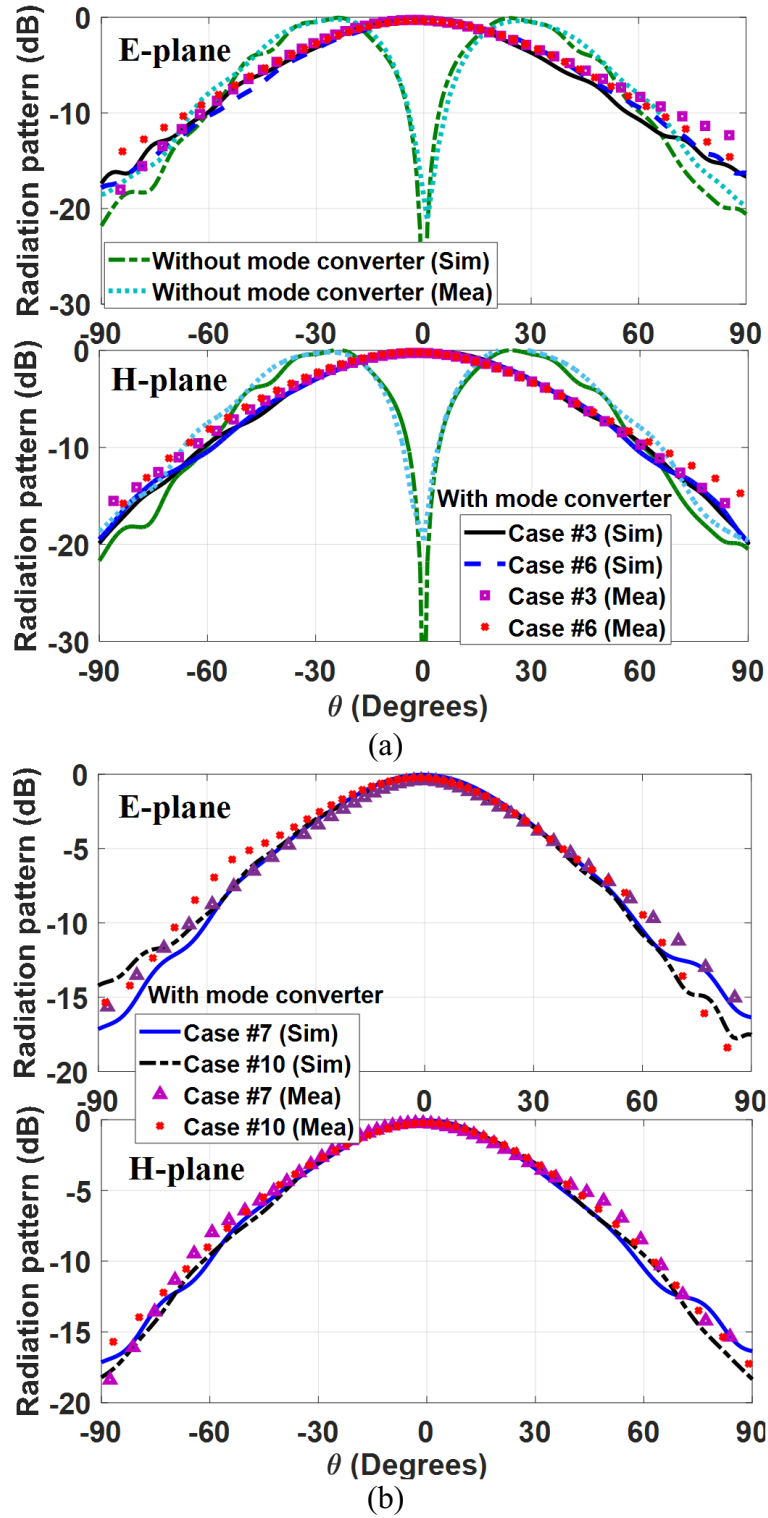 Radiation pattern (dB)
E-plane
0
-10
-20
-30
Without mode converter (Sim)
Without mode converter (Mea)
-90
-60
-30
0
30
60
90
Radiation pattern (dB)
H-plane
0
-10
-20
-30
With mode converter
Case #3 (Sim)
Case #6 (Sim)
Case #3 (Mea)
Case #6 (Mea)
-90
-60
-30
0
30
60
90
θ (Degrees)
(a)
Radiation pattern (dB)
E-plane
0
-5
-10
-15
-20
With mode converter
Case #7 (Sim)
Case #10 (Sim)
Case #7 (Mea)
Case #10 (Mea)
-90
0
30
60
90
Radiation pattern (dB)
H-plane
0
-5
-10
-15
-20
-90
-60
-30
0
30
60
90
θ (Degrees)
(b)